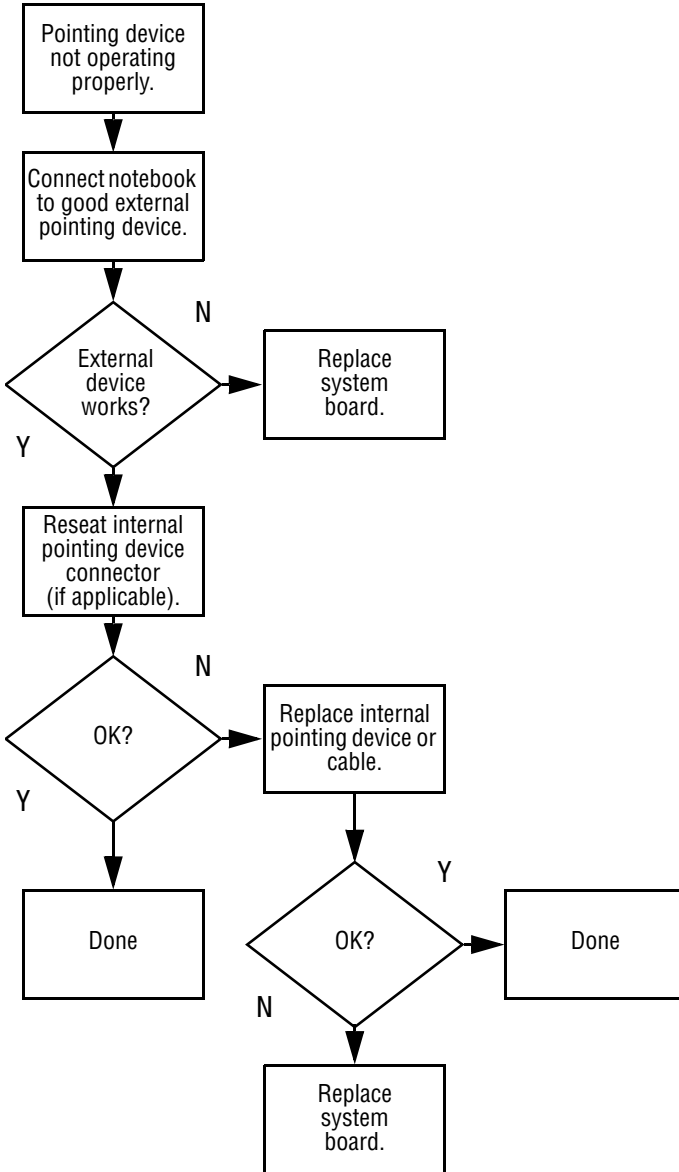 Pointing device
not operating
properly.
Connect notebook
to good external
pointing device.
N
External
device
works?
Replace
system
board.
Y
Reseat internal
pointing device
connector
(if applicable).
N
OK?
Replace internal
pointing device or
cable.
Y
Y
Done
OK?
Done
N
Replace
system
board.